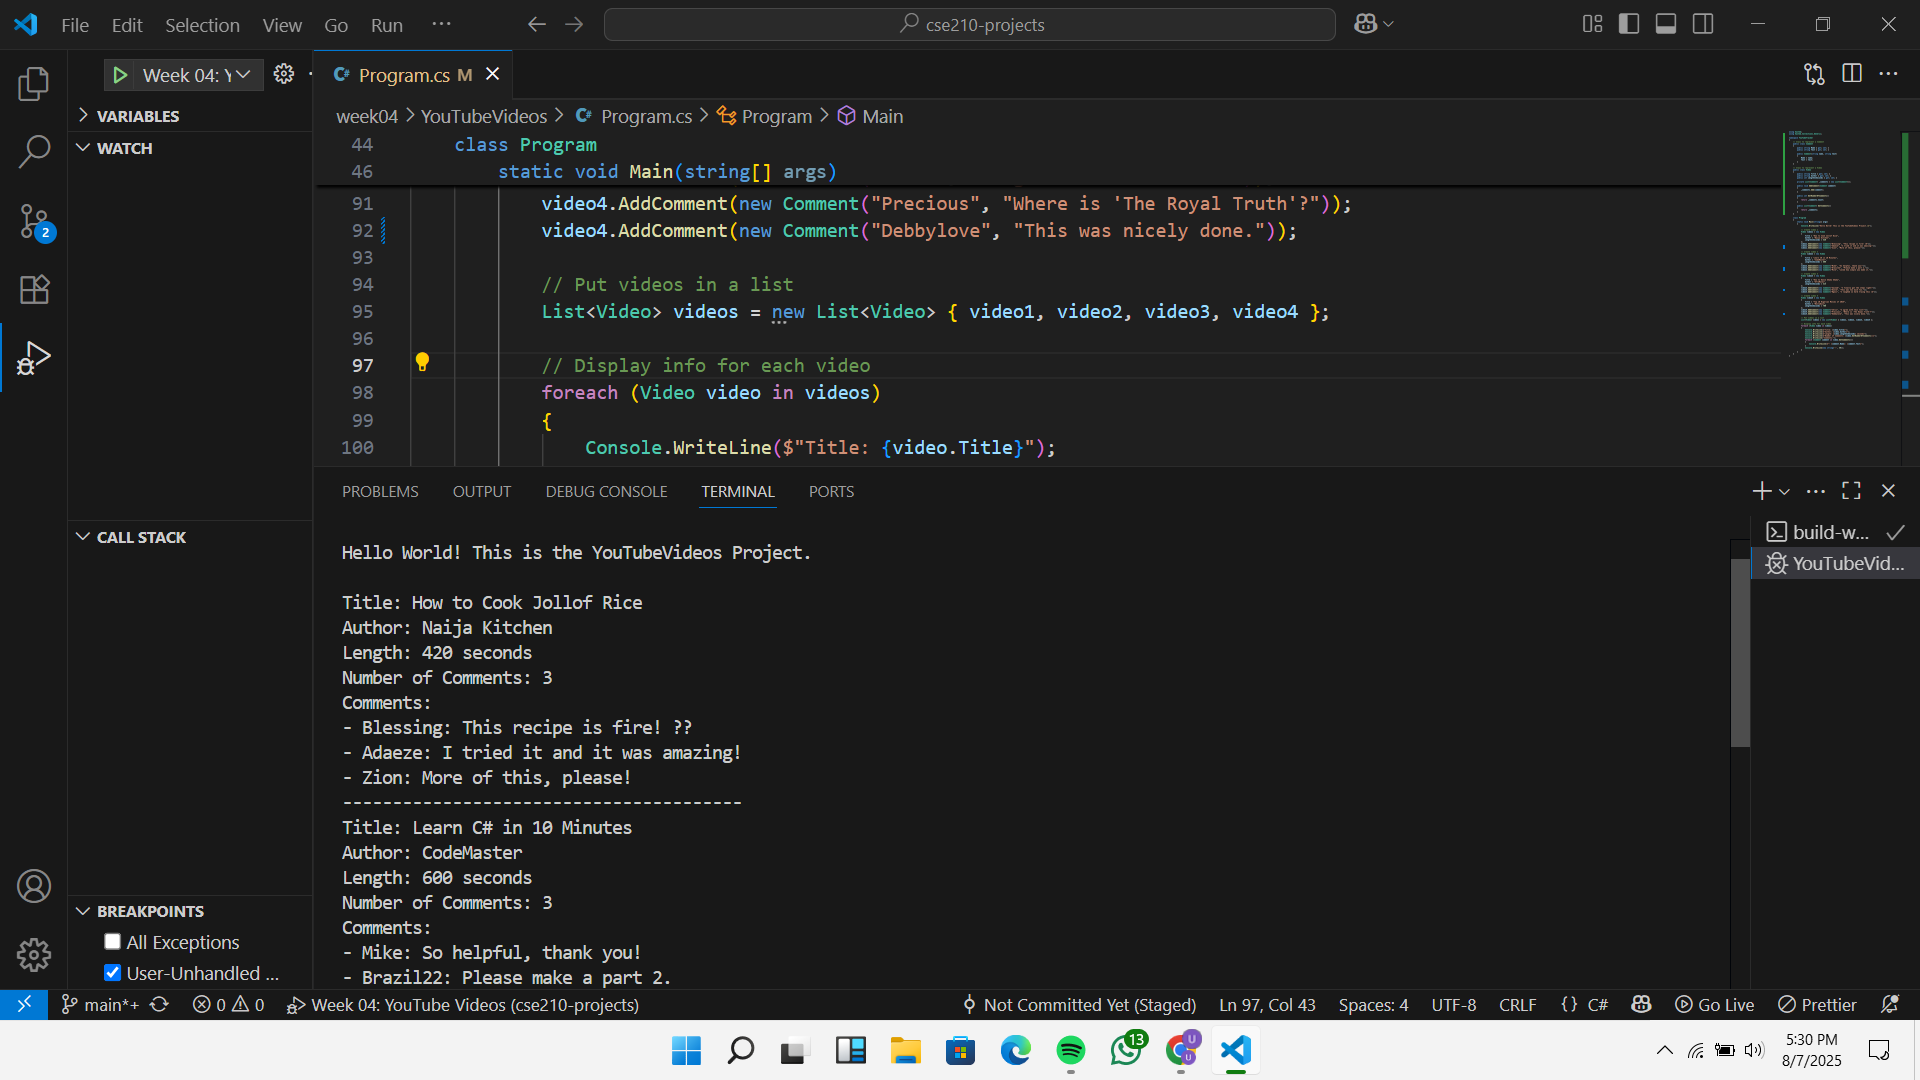 File Edit Selection View Go Run ...
cse210-projects
Week 04: Y
Program.cs M
VARIABLES
WATCH
CALL STACK
BREAKPOINTS
All Exceptions
User-Unhandled ...
2
week04 > YouTubeVideos > Program.cs > Program > Main
44 class Program
46 static void Main(string[] args)
91 video4.AddComment(new Comment("Precious", "Where is 'The Royal Truth'?"));
92 video4.AddComment(new Comment("Debbylove", "This was nicely done."));
93
94 // Put videos in a list
95 List<Video> videos = new List<Video> { video1, video2, video3, video4 };
96
97 // Display info for each video
98 foreach (Video video in videos)
99 {
100 Console.WriteLine($"Title: {video.Title}");
PROBLEMS OUTPUT DEBUG CONSOLE TERMINAL PORTS
build-w...
YouTubeVid...
Hello World! This is the YouTubeVideos Project.
Title: How to Cook Jollof Rice
Author: Naija Kitchen
Length: 420 seconds
Number of Comments: 3
Comments:
- Blessing: This recipe is fire! ??
- Adaeze: I tried it and it was amazing!
- Zion: More of this, please!
----------------------------------------
Title: Learn C# in 10 Minutes
Author: CodeMaster
Length: 600 seconds
Number of Comments: 3
Comments:
- Mike: So helpful, thank you!
- Brazil22: Please make a part 2.
main*+ 0 0 Week 04: YouTube Videos (cse210-projects) Not Committed Yet (Staged) Ln 97, Col 43 Spaces: 4 UTF-8 CRLF {} C# Go Live Prettier
13
U
U
5:30 PM
8/7/2025